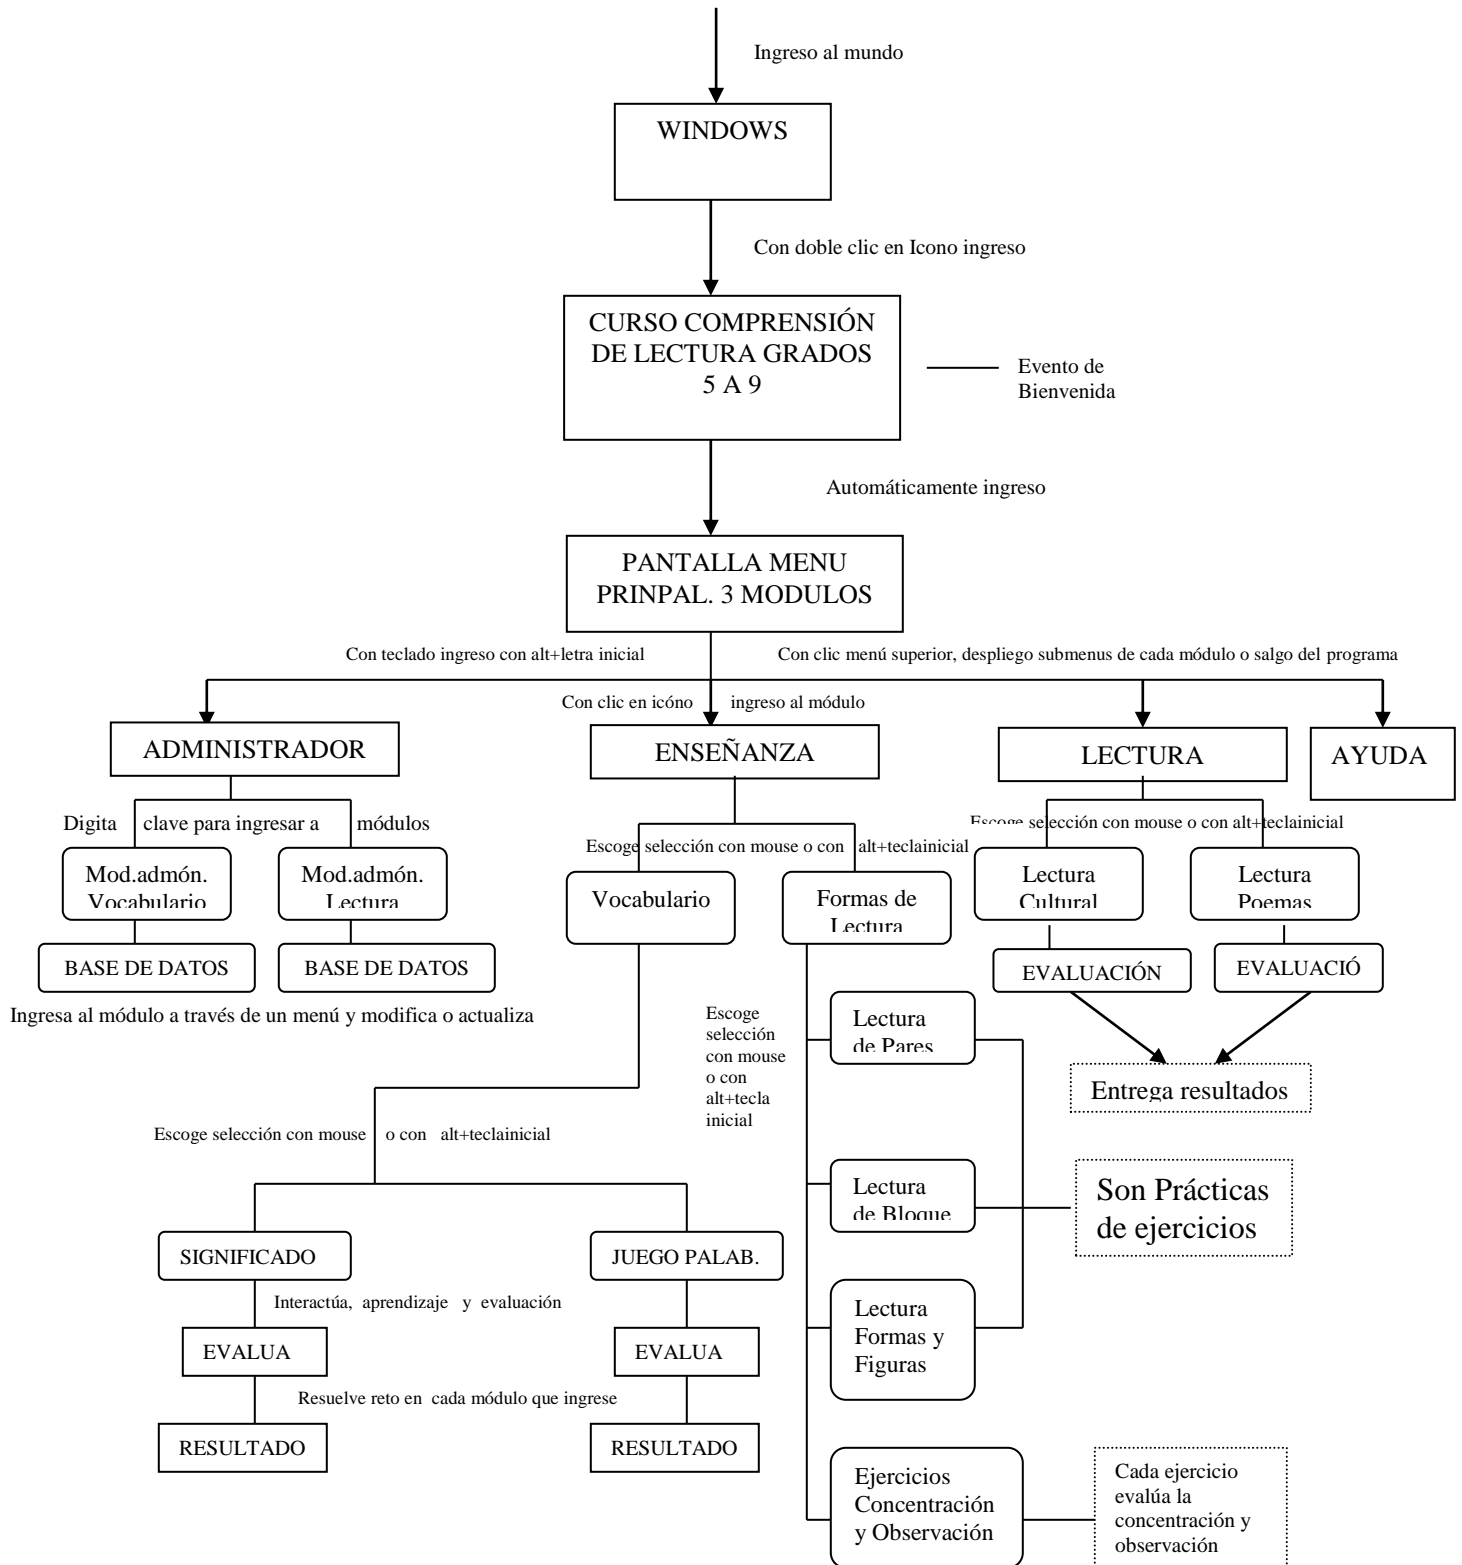 Ingreso al mundo
WINDOWS
Con doble clic en Icono ingreso
CURSO COMPRENSIÓN
DE LECTURA GRADOS
5 A 9
Evento de
Bienvenida
Automáticamente ingreso
PANTALLA MENU
PRINPAL. 3 MODULOS
Con teclado ingreso con alt+letra inicial
Con clic menú superior, despliego submenus de cada módulo o salgo del programa
Con clic en icóno ingreso al módulo
ADMINISTRADOR
ENSEÑANZA
LECTURA
AYUDA
Digita clave para ingresar a módulos
Escoge selección con mouse o con alt+teclainicial
Escoge selección con mouse o con alt+teclainicial
Mod.admón.
Vocabulario
Mod.admón.
Lectura
Vocabulario
Formas de
Lectura
Lectura
Cultural
Lectura
Poemas
BASE DE DATOS
BASE DE DATOS
EVALUACIÓN
EVALUACIÓ
Ingresa al módulo a través de un menú y modifica o actualiza
Escoge
selección
con mouse
o con
alt+tecla
inicial
Lectura
de Pares
Entrega resultados
Escoge selección con mouse o con alt+teclainicial
Lectura
de Bloque
Son Prácticas
de ejercicios
SIGNIFICADO
JUEGO PALAB.
Interactúa, aprendizaje y evaluación
Lectura
Formas y
Figuras
EVALUA
EVALUA
Resuelve reto en cada módulo que ingrese
RESULTADO
RESULTADO
Ejercicios
Concentración
y Observación
Cada ejercicio
evalúa la
concentración y
observación